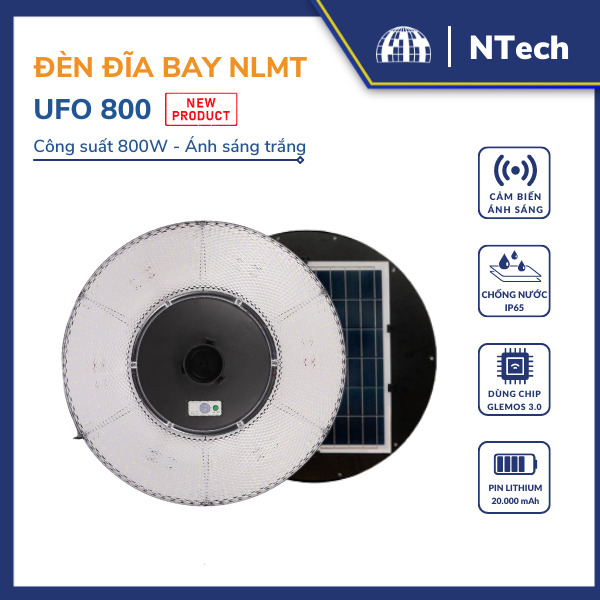 NTech
ĐÈN ĐĨA BAY NLMT
UFO 800
NEW
PRODUCT
Công suất 800W - Ánh sáng trắng
CẢM BIẾN
ÁNH SÁNG
CHỐNG NƯỚC
IP65
DÙNG CHIP
GLEMOS 3.0
PIN LITHIUM
20.000 mAh